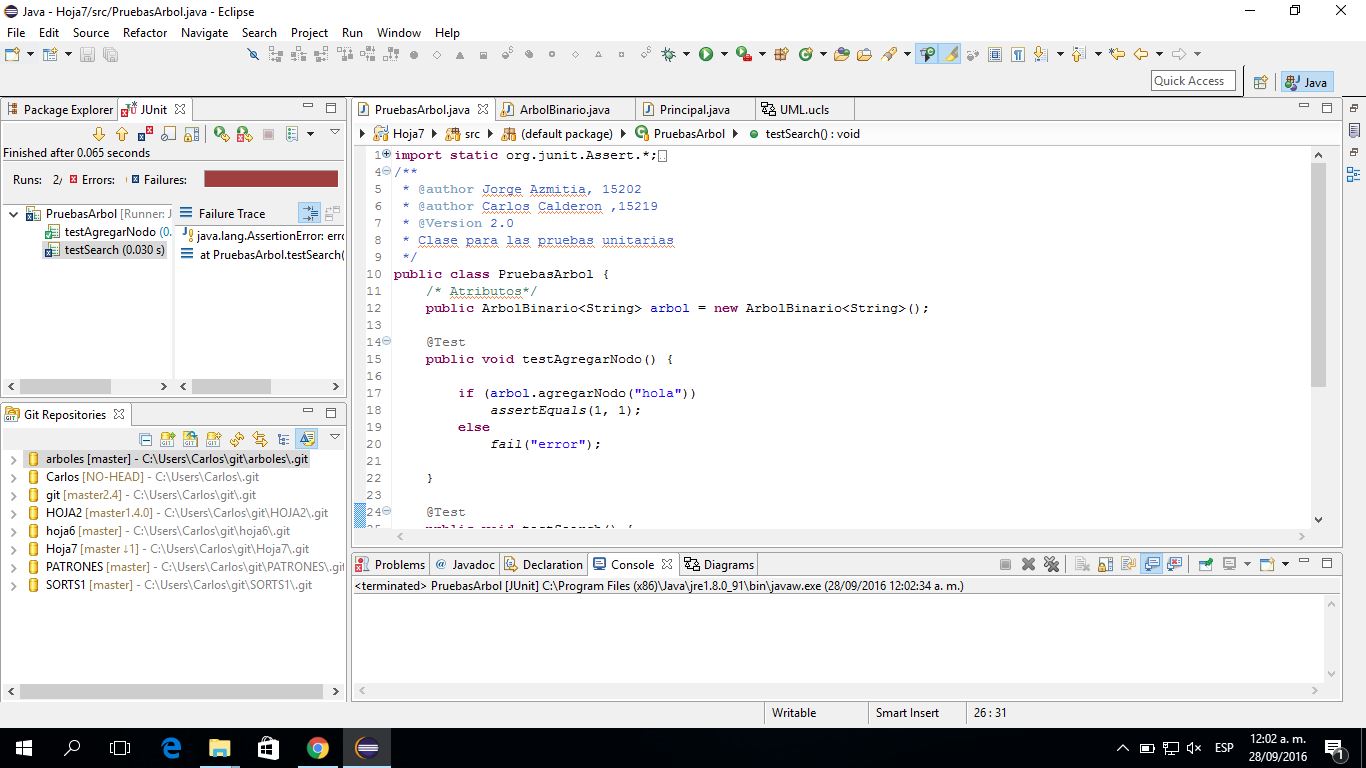 Java - Hoja7/src/PruebasArbol.java - Eclipse
File Edit Source Refactor Navigate Search Project Run Window Help
Quick Access
Java
Package Explorer JUnit
Finished after 0.065 seconds
Runs: 2/ Errors: Failures:
PruebasArbol [Runner: J
testAgregarNodo (0.
testSearch (0.030 s)
Failure Trace
java.lang.AssertionError: erro
at PruebasArbol.testSearch(
Git Repositories
arboles [master] - C:\Users\Carlos\git\arboles\.git
Carlos [NO-HEAD] - C:\Users\Carlos\.git
git [master2.4] - C:\Users\Carlos\git\.git
HOJA2 [master1.4.0] - C:\Users\Carlos\git\HOJA2\.git
hoja6 [master] - C:\Users\Carlos\git\hoja6\.git
Hoja7 [master ↓1] - C:\Users\Carlos\git\Hoja7\.git
PATRONES [master] - C:\Users\Carlos\git\PATRONES\.git
SORTS1 [master] - C:\Users\Carlos\git\SORTS1\.git
PruebasArbol.java ArbolBinario.java Principal.java UML.ucls
Hoja7 src (default package) PruebasArbol testSearch() : void
1 import static org.junit.Assert.*;
4 /**
5 * @author Jorge Azmitia, 15202
6 * @author Carlos Calderon ,15219
7 * @Version 2.0
8 * Clase para las pruebas unitarias
9 */
10 public class PruebasArbol {
11 /* Atributos*/
12 public ArbolBinario<String> arbol = new ArbolBinario<String>();
13
14 @Test
15 public void testAgregarNodo() {
16
17 if (arbol.agregarNodo("hola"))
18 assertEquals(1, 1);
19 else
20 fail("error");
21
22 }
23
24 @Test
25 public void testSearch() {
Problems Javadoc Declaration Console Diagrams
<terminated> PruebasArbol [JUnit] C:\Program Files (x86)\Java\jre1.8.0_91\bin\javaw.exe (28/09/2016 12:02:34 a. m.)
Writable Smart Insert 26 : 31
ESP
12:02 a. m.
28/09/2016
1